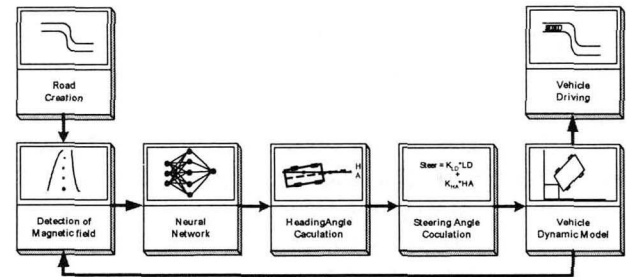 Road
Creation
Vehicle
Driving
H
A
Steer = K_LD*LD
+
K_HA*HA
Detection of
Magnetic field
Neural
Network
HeadingAngle
Caculation
Steering Angle
Coculation
Vehicle
Dynamic Model